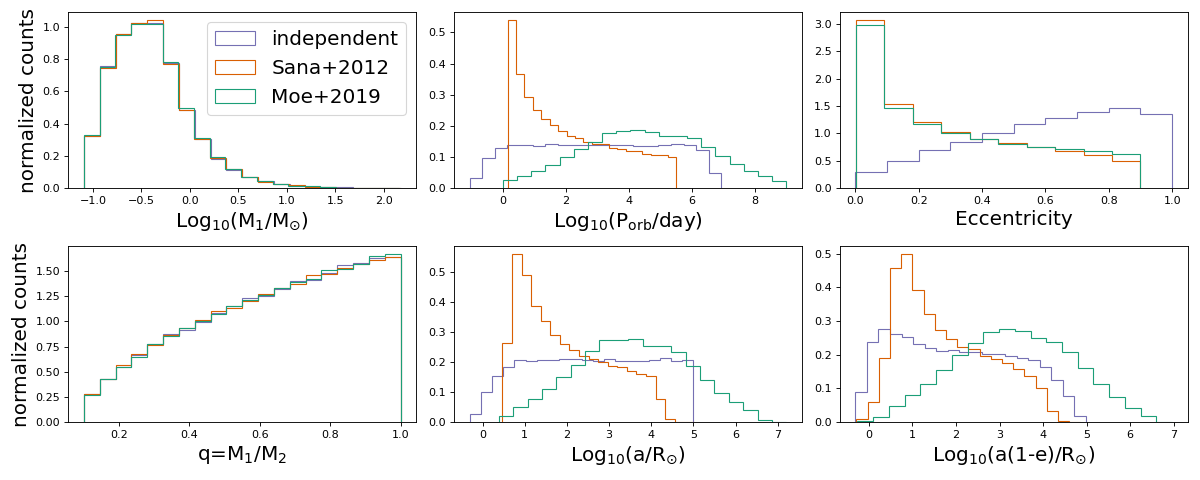 normalized counts
1.0
0.8
0.6
0.4
0.2
0.0
independent
Sana+2012
Moe+2019
−1.0 −0.5 0.0 0.5 1.0 1.5 2.0
Log₁₀(M₁/M⊙)
0.5
0.4
0.3
0.2
0.1
0.0
0 2 4 6 8
Log₁₀(Pₒᵣb/day)
3.0
2.5
2.0
1.5
1.0
0.5
0.0
0.0 0.2 0.4 0.6 0.8 1.0
Eccentricity
normalized counts
1.50
1.25
1.00
0.75
0.50
0.25
0.00
0.2 0.4 0.6 0.8 1.0
q=M₁/M₂
0.5
0.4
0.3
0.2
0.1
0.0
0 1 2 3 4 5 6 7
Log₁₀(a/R⊙)
0.5
0.4
0.3
0.2
0.1
0.0
0 1 2 3 4 5 6 7
Log₁₀(a(1-e)/R⊙)